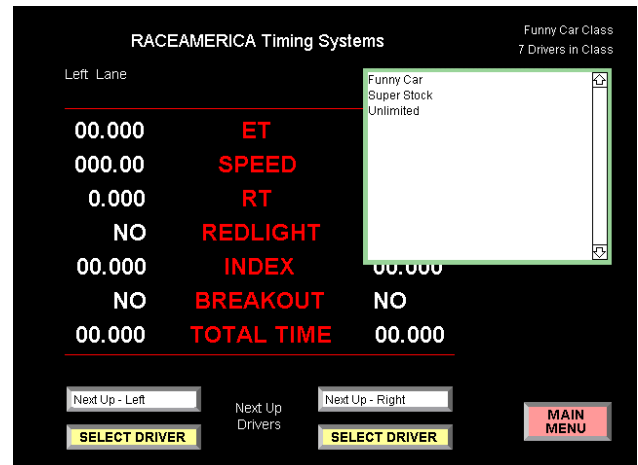 RACEAMERICA Timing Systems
Funny Car Class
7 Drivers in Class
Left Lane
Funny Car
Super Stock
Unlimited
00.000 ET
000.00 SPEED
0.000 RT
NO REDLIGHT
00.000 INDEX 00.000
NO BREAKOUT NO
00.000 TOTAL TIME 00.000
Next Up - Left
Next Up - Right
Next Up
Drivers
SELECT DRIVER
SELECT DRIVER
MAIN
MENU